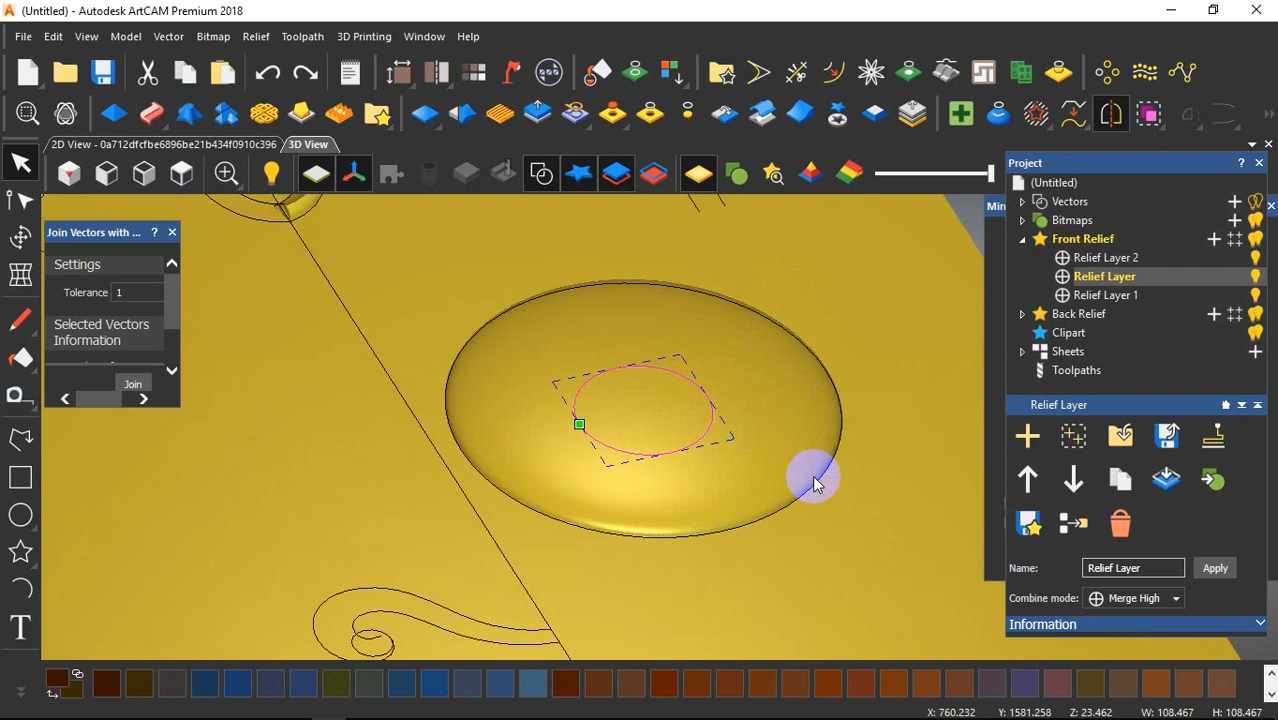 (Untitled) - Autodesk ArtCAM Premium 2018
File Edit View Model Vector Bitmap Relief Toolpath 3D Printing Window Help
2D View - 0a712dfcfbe6896be21b434f0910c396 3D View
Project ?
(Untitled)
Vectors
Bitmaps
Front Relief
Relief Layer 2
Relief Layer
Relief Layer 1
Back Relief
Clipart
Sheets
Toolpaths
Mir
Join Vectors with ... ?
Settings
Tolerance 1
Selected Vectors
Information
Join
T
Relief Layer
Name: Relief Layer Apply
Combine mode: Merge High
Information
X: 760.232 Y: 1581.258 Z: 23.462 W: 108.467 H: 108.467